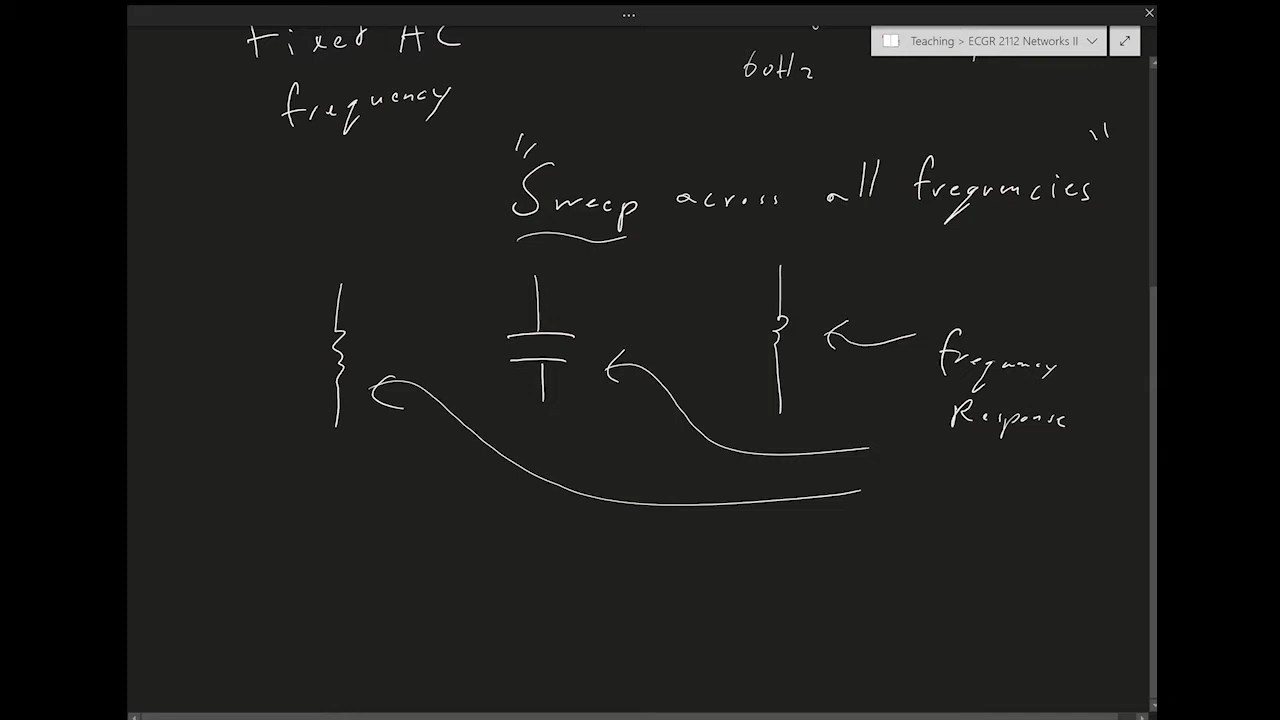 ...
Teaching > ECGR 2112 Networks II
Fixed AC
60Hz
frequency
"Sweep across all frequencies"
Frequency
Response